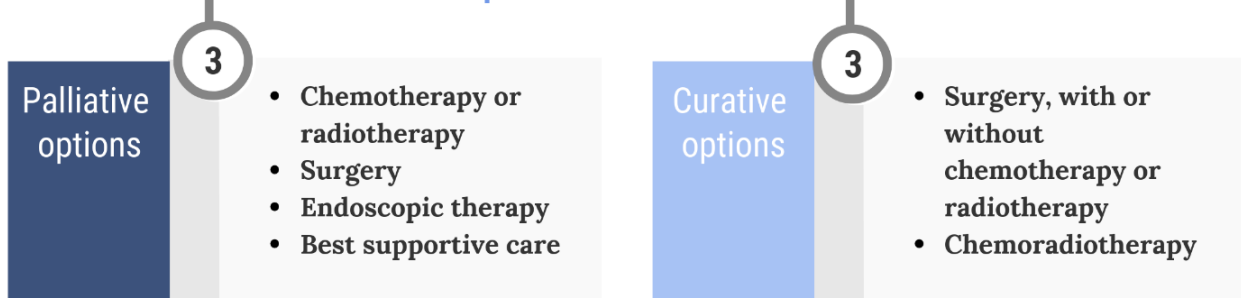 3
Palliative
options
• Chemotherapy or
radiotherapy
• Surgery
• Endoscopic therapy
• Best supportive care
3
Curative
options
• Surgery, with or
without
chemotherapy or
radiotherapy
• Chemoradiotherapy